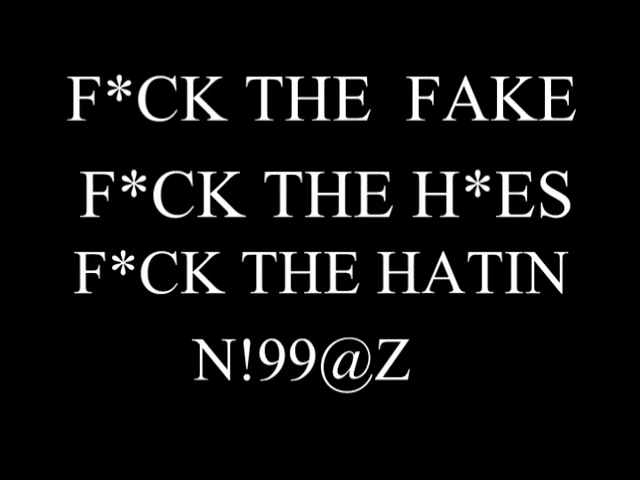 F*CK THE FAKE
F*CK THE H*ES
F*CK THE HATIN
N!99@Z